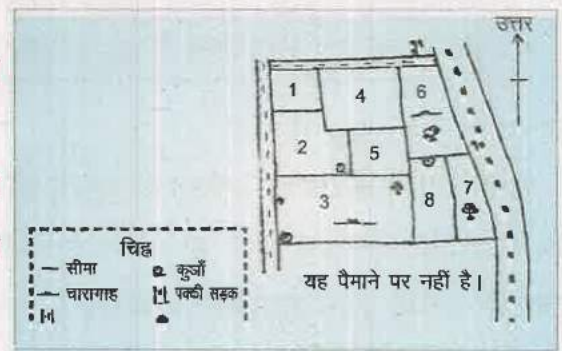 उत्तर
1
4
6
2
5
3
8
7
चिह्न
सीमा
कुआँ
चारागाह
पक्की सड़क
यह पैमाने पर नहीं है।